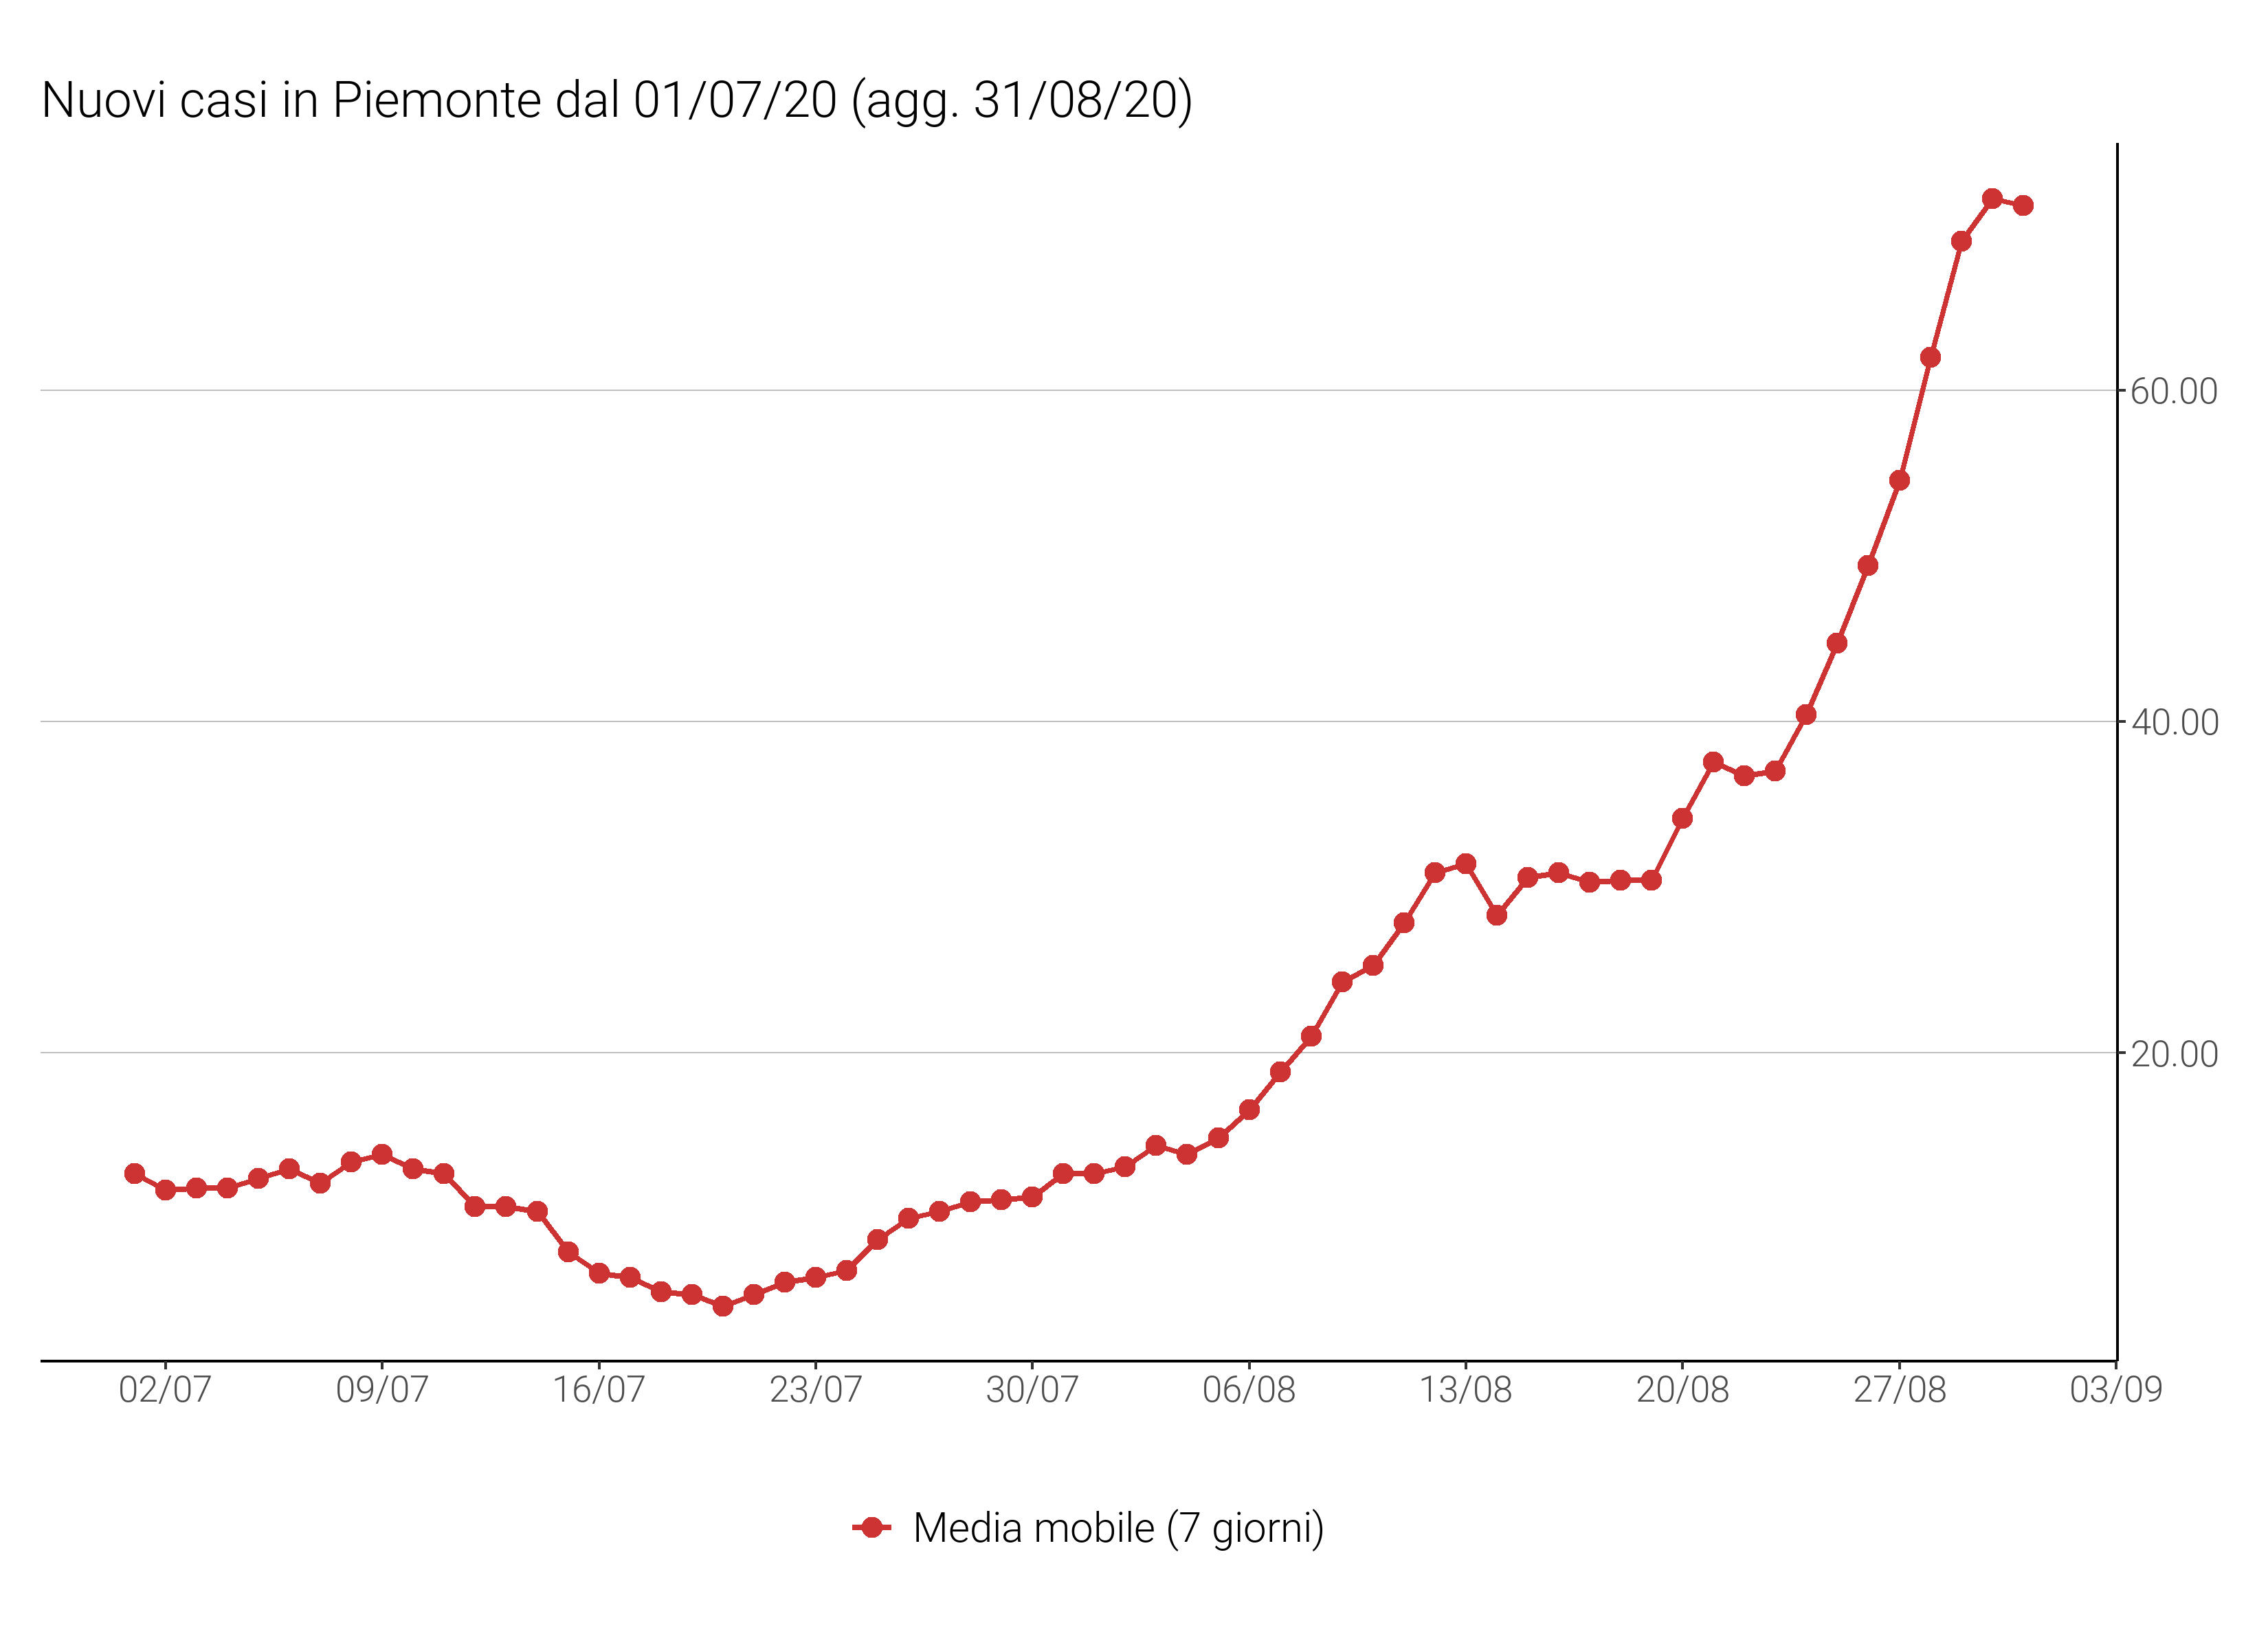 Nuovi casi in Piemonte dal 01/07/20 (agg. 31/08/20)
60.00
40.00
20.00
02/07 09/07 16/07 23/07 30/07 06/08 13/08 20/08 27/08 03/09
Media mobile (7 giorni)